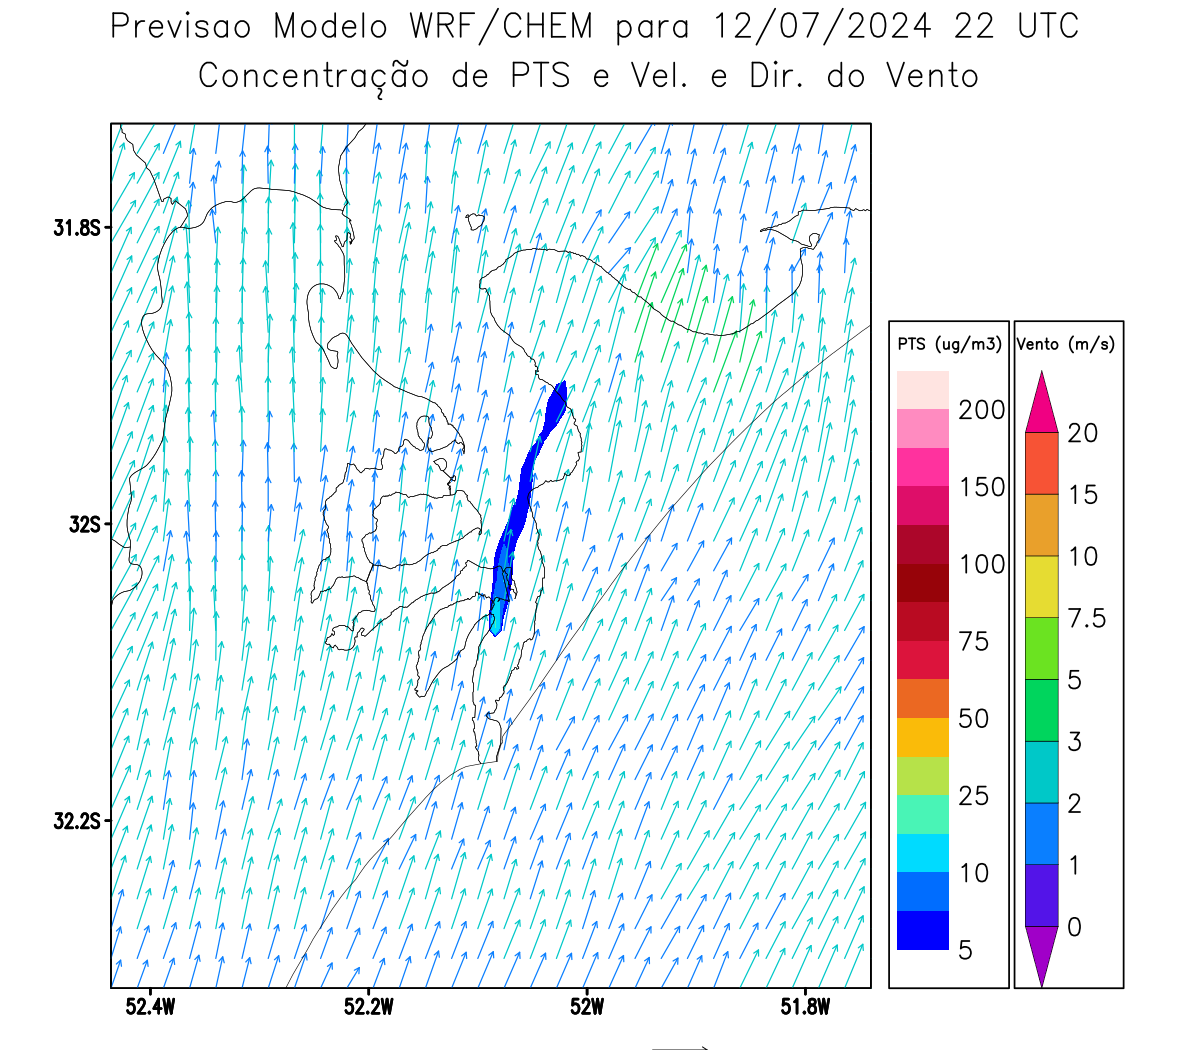 Previsao Modelo WRF/CHEM para 12/07/2024 22 UTC
Concentração de PTS e Vel. e Dir. do Vento
31.8S
32S
32.2S
52.4W 52.2W 52W 51.8W
PTS (ug/m3)
200
150
100
75
50
25
10
5
Vento (m/s)
20
15
10
7.5
5
3
2
1
0